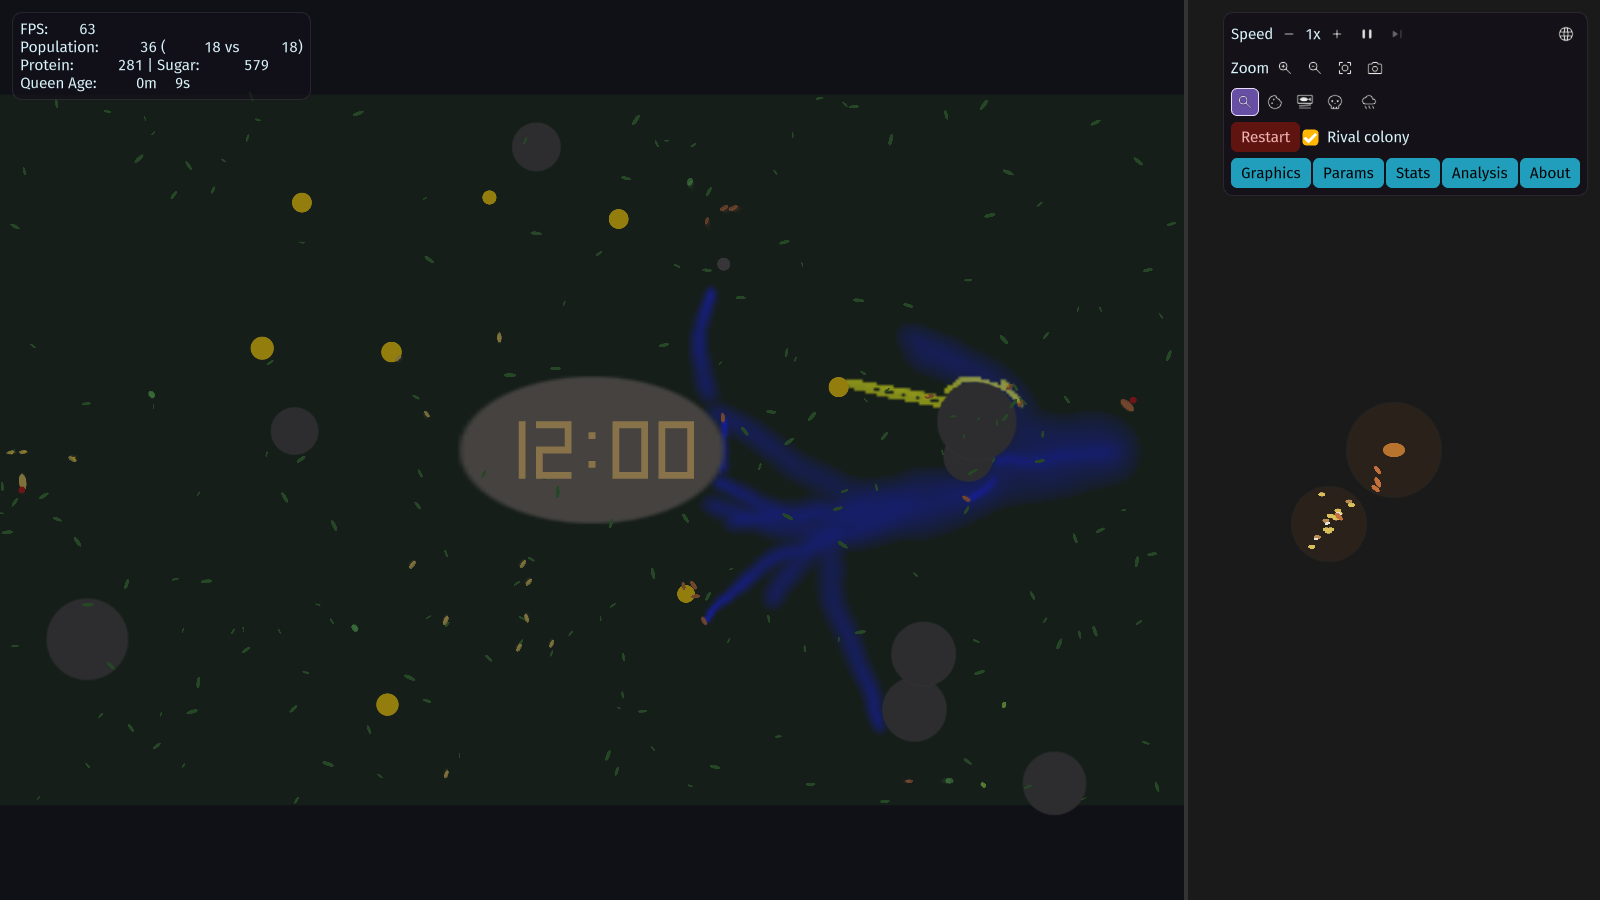 FPS: 63
Population: 36 ( 18 vs 18)
Protein: 281 | Sugar: 579
Queen Age: 0m 9s
Speed − 1x +
Zoom
Restart Rival colony
Graphics Params Stats Analysis About
12:00